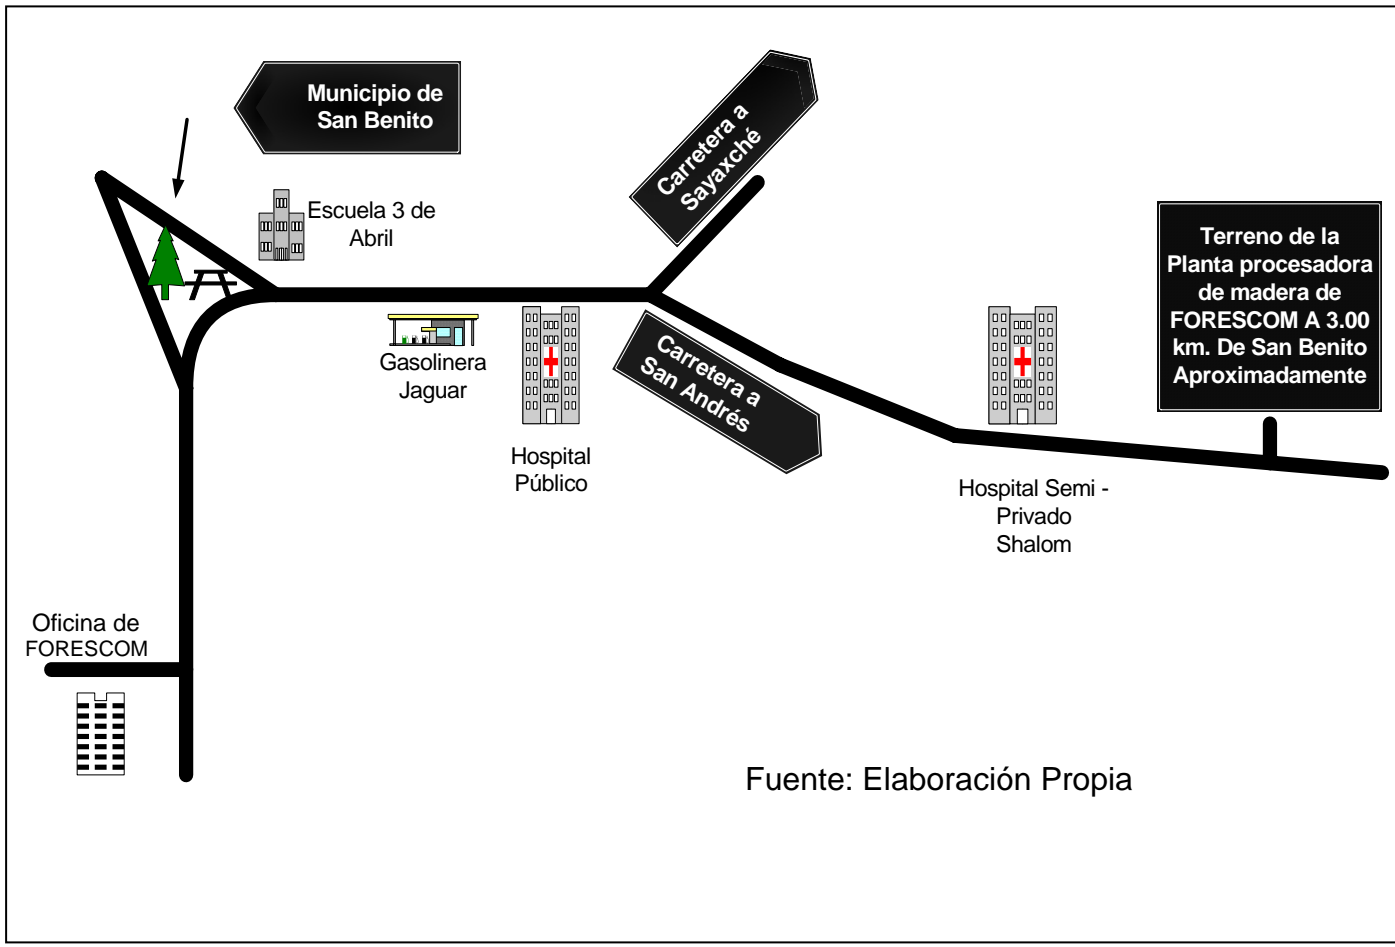 Municipio de
San Benito
Carretera a
Sayaxché
Escuela 3 de
Abril
Terreno de la
Planta procesadora
de madera de
FORESCOM A 3.00
km. De San Benito
Aproximadamente
Gasolinera
Jaguar
Carretera a
San Andrés
Hospital
Público
Hospital Semi -
Privado
Shalom
Oficina de
FORESCOM
Fuente: Elaboración Propia